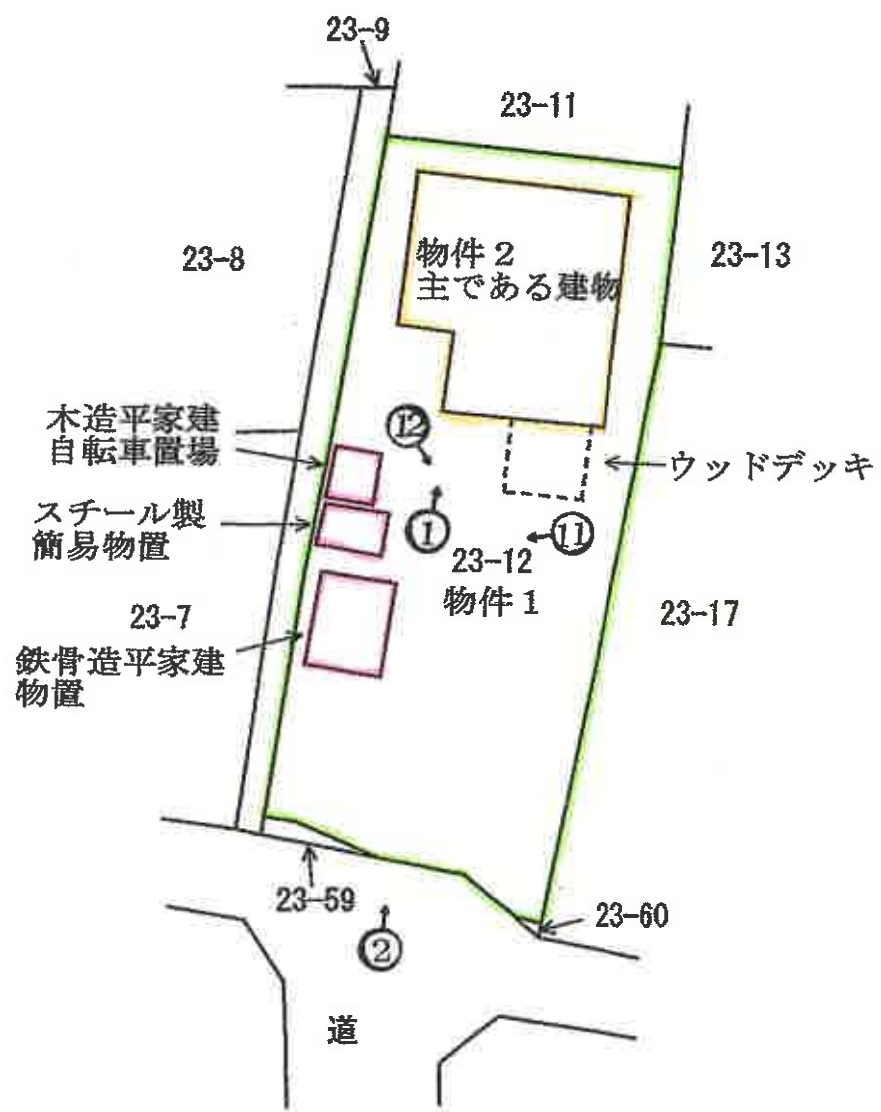 23-9
23-11
23-8
物件2
主である建物
23-13
木造平家建
自転車置場
⑫
ウッドデッキ
スチール製
簡易物置
①
⑪
23-12
物件1
23-7
23-17
鉄骨造平家建
物置
23-59
23-60
②
道